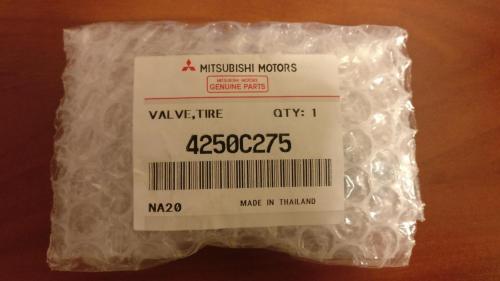 MITSUBISHI MOTORS
MITSUBISHI MOTORS
GENUINE PARTS
VALVE,TIRE QTY: 1
4250C275
NA20 MADE IN THAILAND